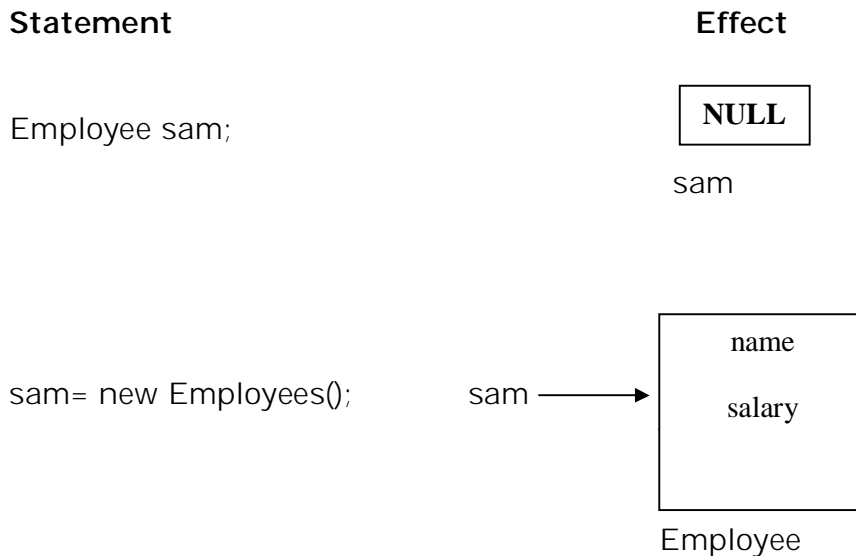 Statement Effect
Employee sam;
NULL
sam
name
sam= new Employees(); sam
salary
Employee